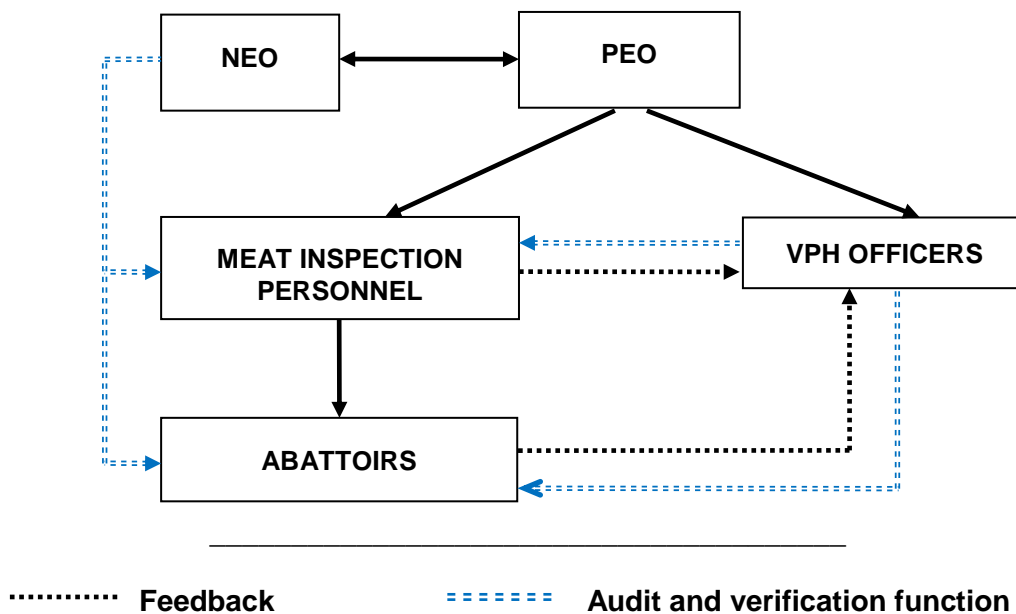 NEO
PEO
MEAT INSPECTION
PERSONNEL
VPH OFFICERS
ABATTOIRS
Feedback
Audit and verification function